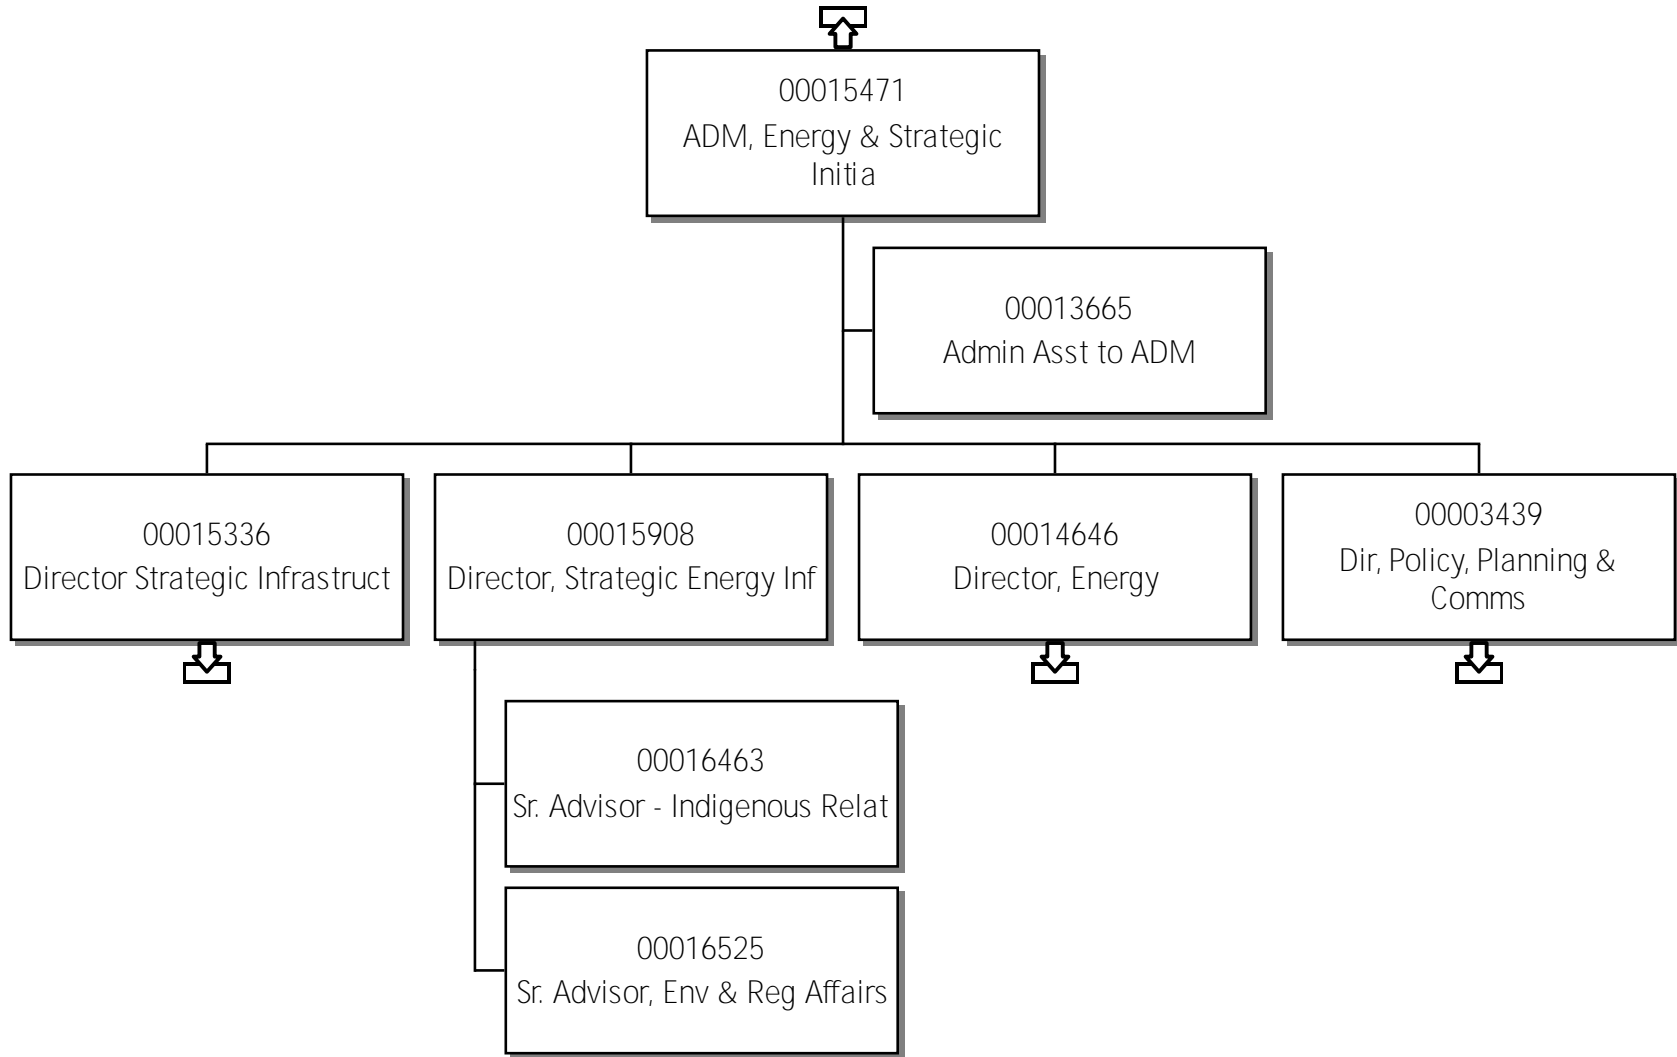 00015471
ADM, Energy & Strategic
Initia
00013665
Admin Asst to ADM
00015336
Director Strategic Infrastruct
00015908
Director, Strategic Energy Inf
00014646
Director, Energy
00003439
Dir, Policy, Planning &
Comms
00016463
Sr. Advisor - Indigenous Relat
00016525
Sr. Advisor, Env & Reg Affairs